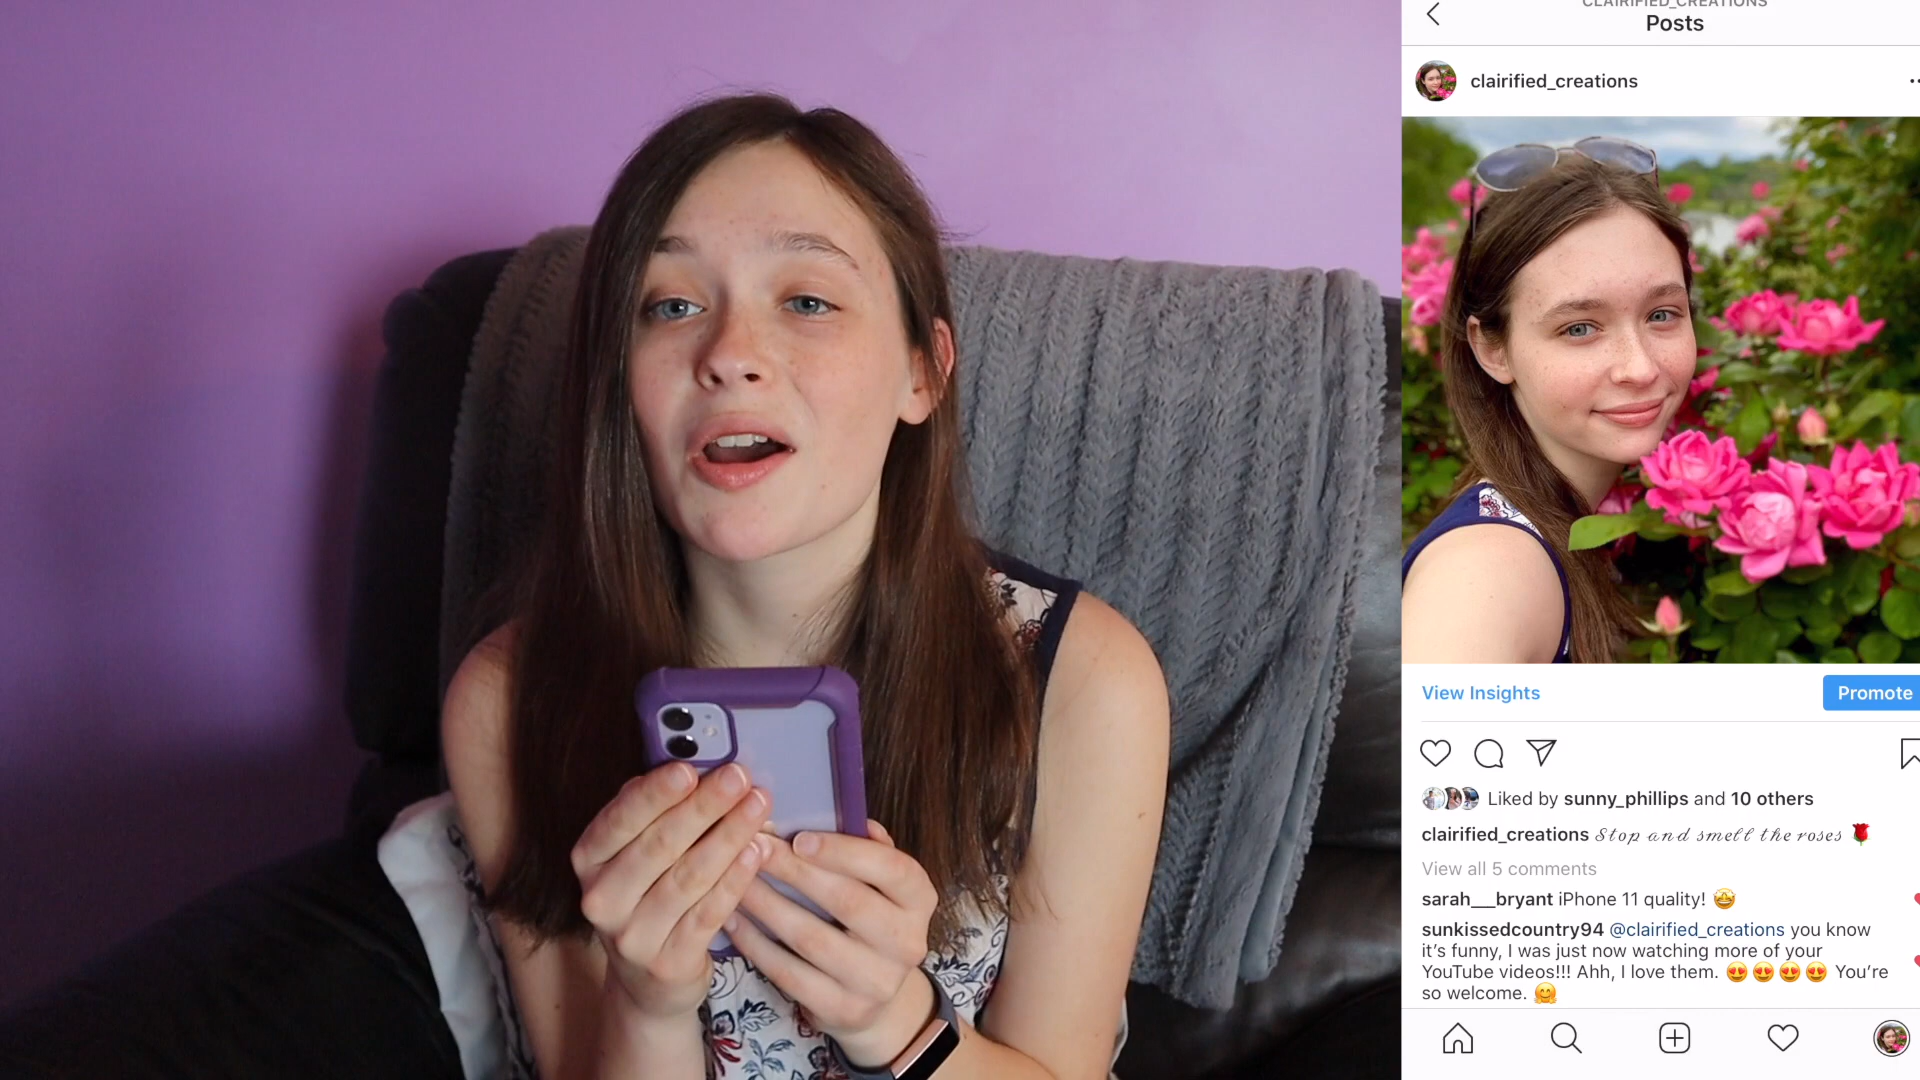 CLAIRIFIED_CREATIONS
Posts
clairified_creations
View Insights
Promote
Liked by sunny_phillips and 10 others
clairified_creations 𝒮𝓉𝑜𝓅 𝒶𝓃𝒹 𝓈𝓂𝑒𝓁𝓁 𝓉𝒽𝑒 𝓇𝑜𝓈𝑒𝓈 🌹
View all 5 comments
sarah___bryant iPhone 11 quality! 🤩
sunkissedcountry94 @clairified_creations you know
it's funny, I was just now watching more of your
YouTube videos!!! Ahh, I love them. 😍😍😍😍 You're
so welcome. 🤗